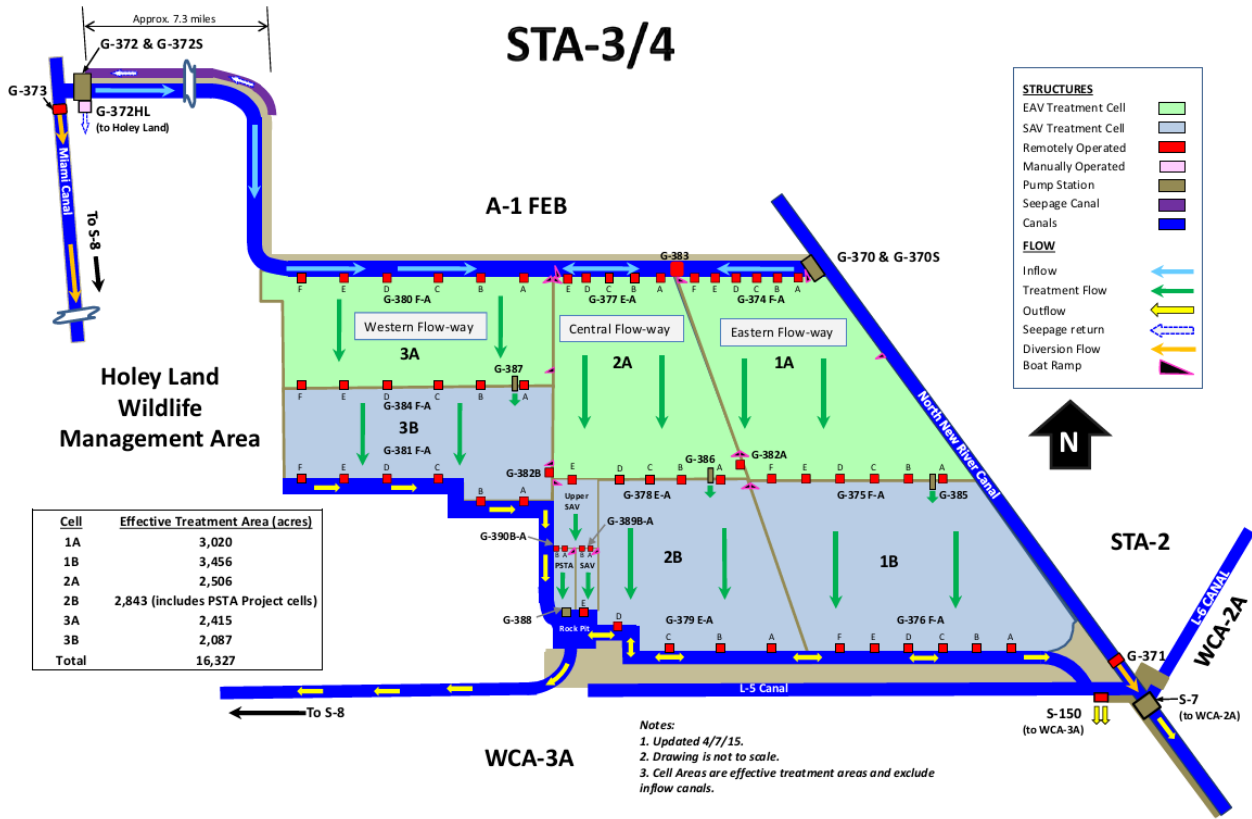 Approx. 7.3 miles
STA-3/4
G-372 & G-372S
G-373
G-372HL
(to Holey Land)
Miami Canal
To S-8
A-1 FEB
STRUCTURES
EAV Treatment Cell
SAV Treatment Cell
Remotely Operated
Manually Operated
Pump Station
Seepage Canal
Canals
FLOW
Inflow
Treatment Flow
Outflow
Seepage return
Diversion Flow
Boat Ramp
N
G-383
G-370 & G-370S
F E D C B A E D C B A F E D C B A
G-380 F-A G-377 E-A G-374 F-A
Western Flow-way Central Flow-way Eastern Flow-way
3A 2A 1A
G-387
Holey Land
Wildlife
Management Area
F E D C B A
G-384 F-A
3B
G-381 F-A
F E D C
B A
North New River Canal
G-382B
G-386
G-382A
E D C B A F E D C B A
G-378 E-A G-375 F-A G-385
Upper
SAV
G-389B-A
G-390B-A
B A B A
PSTA SAV
2B 1B
STA-2
L-6 CANAL
WCA-2A
G-388
E
D
Rock Pit
G-379 E-A G-376 F-A
C B A F E D C B A
G-371
L-5 Canal
To S-8
S-150
(to WCA-3A)
S-7
(to WCA-2A)
WCA-3A
Cell Effective Treatment Area (acres)
1A 3,020
1B 3,456
2A 2,506
2B 2,843 (includes PSTA Project cells)
3A 2,415
3B 2,087
Total 16,327
Notes:
1. Updated 4/7/15.
2. Drawing is not to scale.
3. Cell Areas are effective treatment areas and exclude
inflow canals.